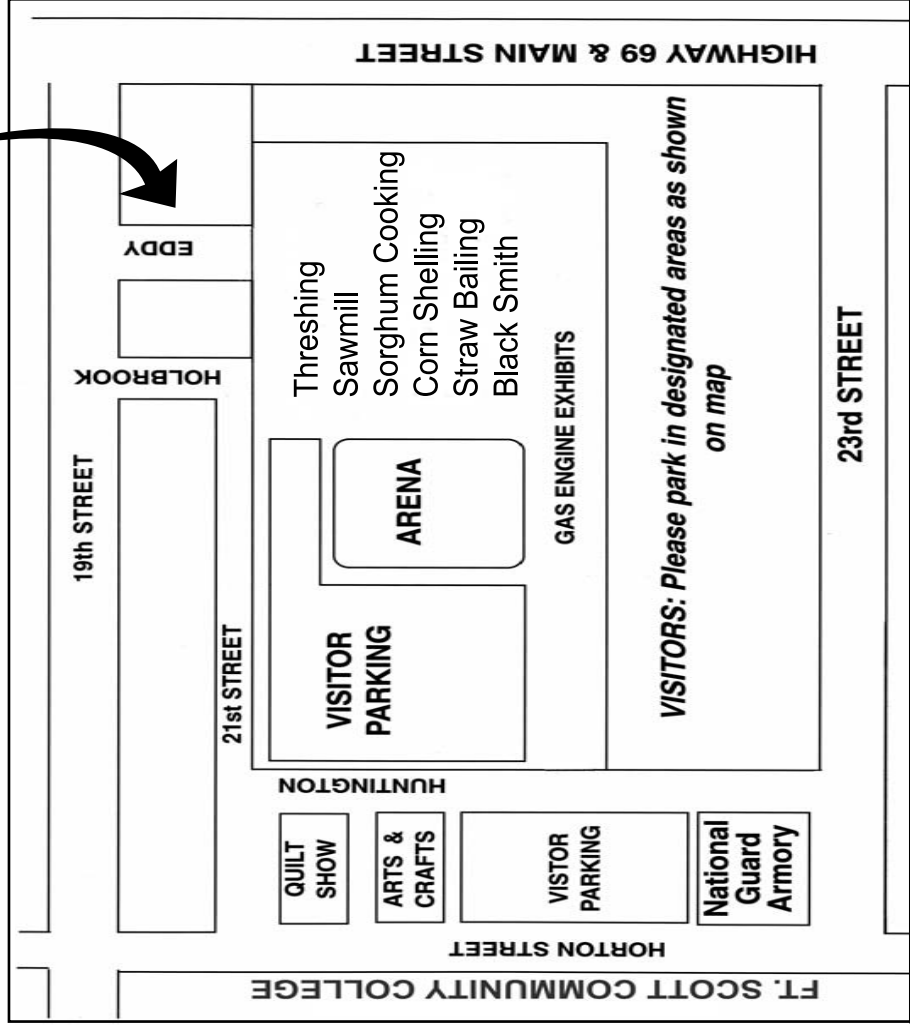 HIGHWAY 69 & MAIN STREET
EDDY
HOLBROOK
19th STREET
21st STREET
Threshing
Sawmill
Sorghum Cooking
Corn Shelling
Straw Bailing
Black Smith
ARENA
GAS ENGINE EXHIBITS
VISITORS: Please park in designated areas as shown
on map
23rd STREET
VISITOR
PARKING
HUNTINGTON
QUILT
SHOW
ARTS &
CRAFTS
VISTOR
PARKING
National
Guard
Armory
HORTON STREET
FT. SCOTT COMMUNITY COLLEGE